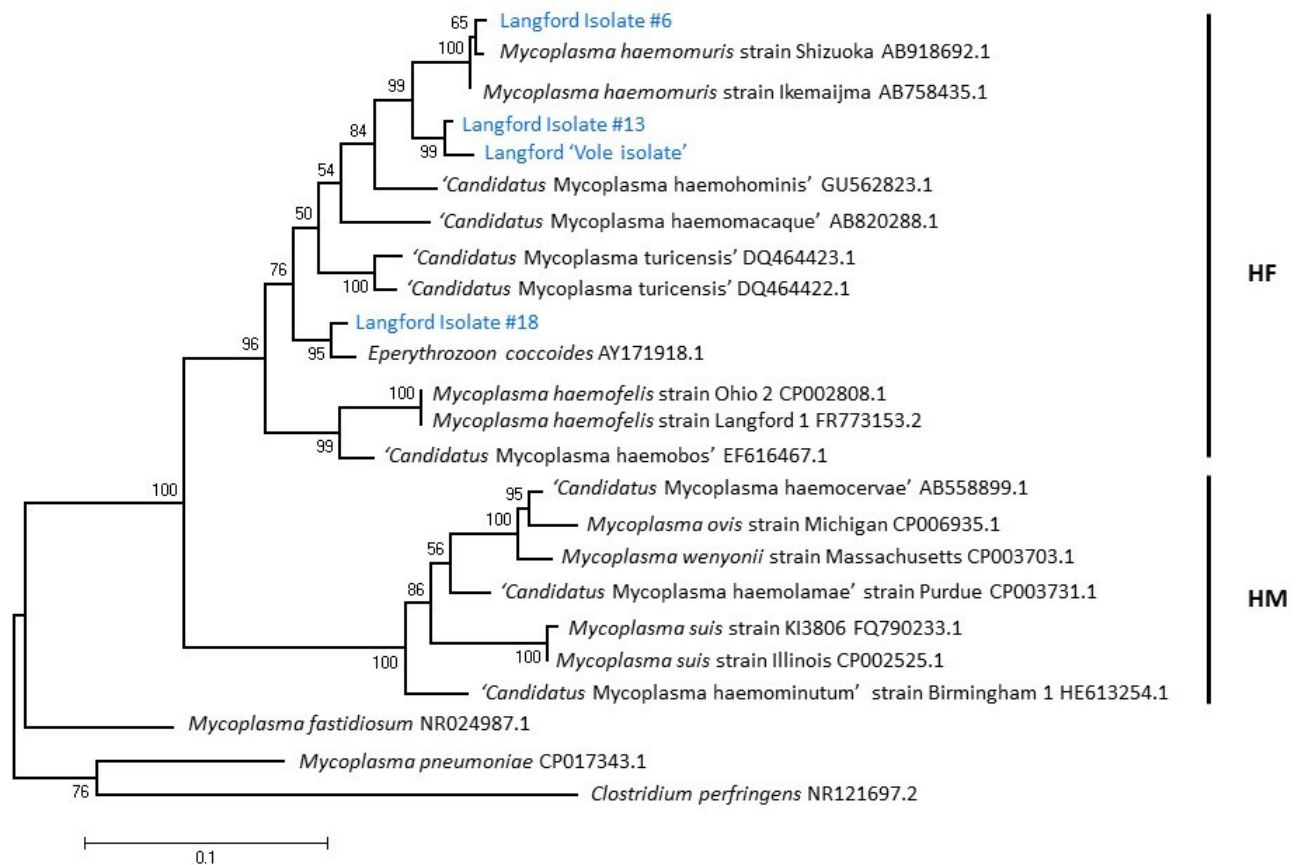 65
Langford Isolate #6
100
Mycoplasma haemomuris strain Shizuoka AB918692.1
Mycoplasma haemomuris strain Ikemaijma AB758435.1
99
Langford Isolate #13
84
99
Langford 'Vole isolate'
54
'Candidatus Mycoplasma haemohominis' GU562823.1
50
'Candidatus Mycoplasma haemomacaque' AB820288.1
76
'Candidatus Mycoplasma turicensis' DQ464423.1
HF
100
'Candidatus Mycoplasma turicensis' DQ464422.1
Langford Isolate #18
96
95
Eperythrozoon coccoides AY171918.1
100
Mycoplasma haemofelis strain Ohio 2 CP002808.1
Mycoplasma haemofelis strain Langford 1 FR773153.2
99
'Candidatus Mycoplasma haemobos' EF616467.1
100
95
'Candidatus Mycoplasma haemocervae' AB558899.1
100
Mycoplasma ovis strain Michigan CP006935.1
56
Mycoplasma wenyonii strain Massachusetts CP003703.1
86
'Candidatus Mycoplasma haemolamae' strain Purdue CP003731.1
HM
Mycoplasma suis strain KI3806 FQ790233.1
100
100
Mycoplasma suis strain Illinois CP002525.1
'Candidatus Mycoplasma haemominutum' strain Birmingham 1 HE613254.1
Mycoplasma fastidiosum NR024987.1
Mycoplasma pneumoniae CP017343.1
76
Clostridium perfringens NR121697.2
0.1